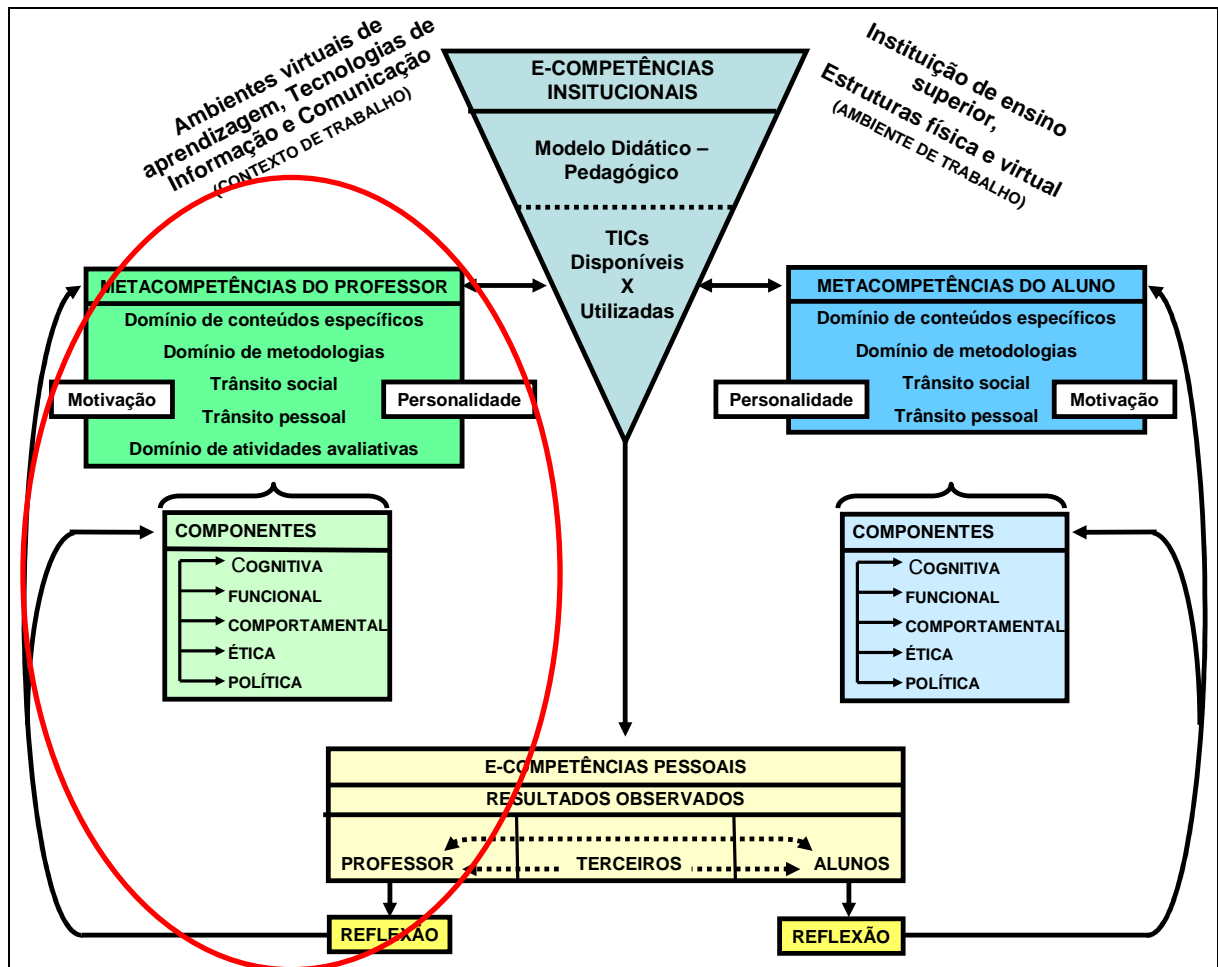 Ambientes virtuais de
aprendizagem, Tecnologias de
Informação e Comunicação
(CONTEXTO DE TRABALHO)
E-COMPETÊNCIAS
INSITUCIONAIS
Modelo Didático –
Pedagógico
TICs
Disponíveis
X
Utilizadas
Instituição de ensino
superior,
Estruturas física e virtual
(AMBIENTE DE TRABALHO)
METACOMPETÊNCIAS DO PROFESSOR
Domínio de conteúdos específicos
Domínio de metodologias
Trânsito social
Motivação
Personalidade
Trânsito pessoal
Domínio de atividades avaliativas
METACOMPETÊNCIAS DO ALUNO
Domínio de conteúdos específicos
Domínio de metodologias
Trânsito social
Personalidade
Motivação
Trânsito pessoal
COMPONENTES
COGNITIVA
FUNCIONAL
COMPORTAMENTAL
ÉTICA
POLÍTICA
COMPONENTES
COGNITIVA
FUNCIONAL
COMPORTAMENTAL
ÉTICA
POLÍTICA
E-COMPETÊNCIAS PESSOAIS
RESULTADOS OBSERVADOS
PROFESSOR TERCEIROS ALUNOS
REFLEXÃO
REFLEXÃO